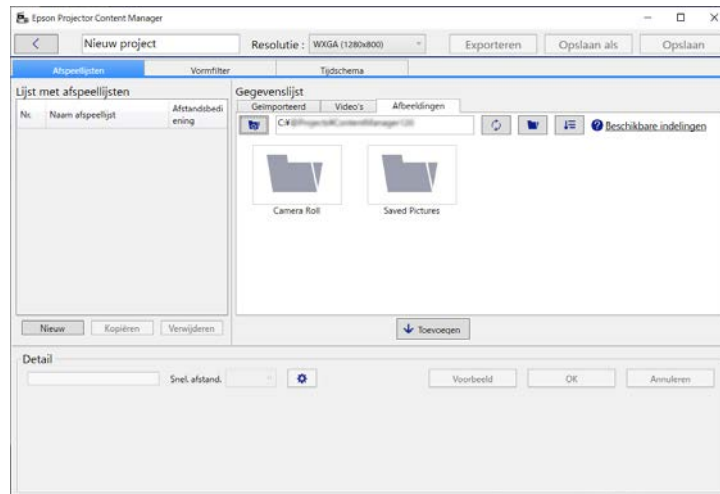 Epson Projector Content Manager
Nieuw project Resolutie : WXGA (1280x800) Exporteren Opslaan als Opslaan
Afspeellijsten Vormfilter Tijdschema
Lijst met afspeellijsten
Nr. Naam afspeellijst Afstandsbedi
ening
Gegevenslijst
Geïmporteerd Video's Afbeeldingen
C:¥ Beschikbare indelingen
Camera Roll Saved Pictures
Nieuw Kopiëren Verwijderen Toevoegen
Detail
Snel. afstand. Voorbeeld OK Annuleren